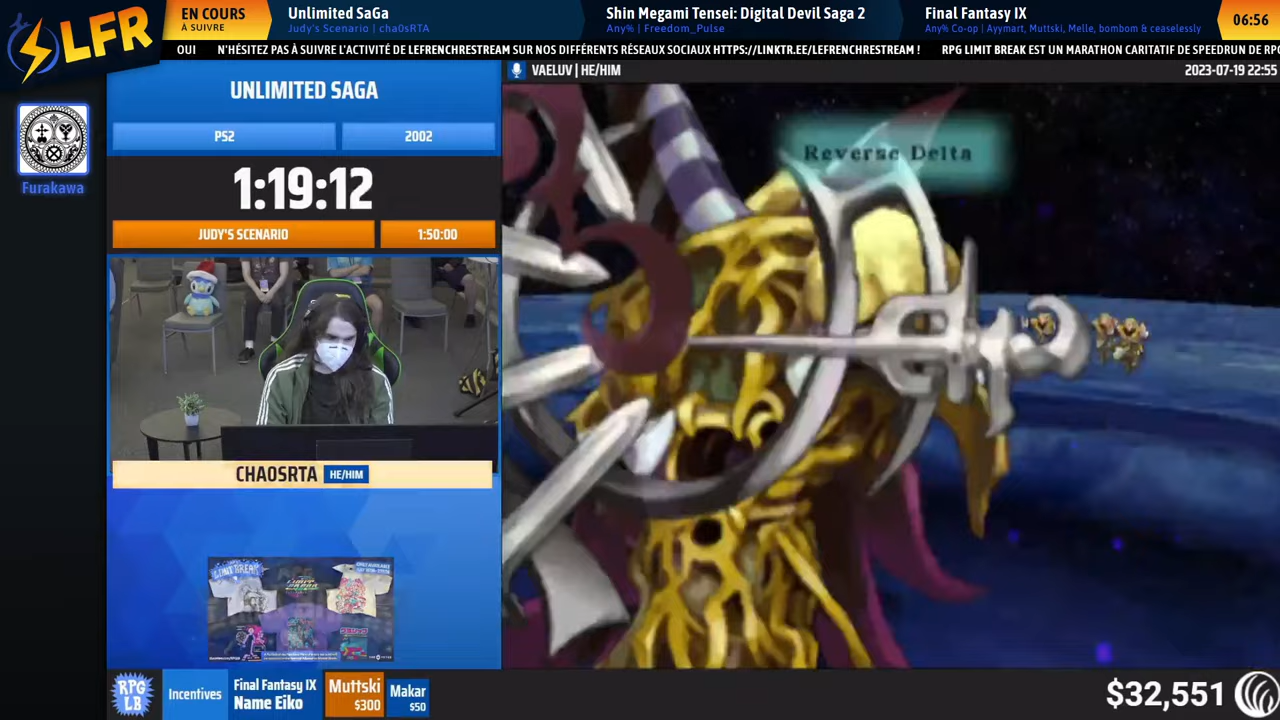 LFR
EN COURS
À SUIVRE
Unlimited SaGa
Judy's Scenario | cha0sRTA
Shin Megami Tensei: Digital Devil Saga 2
Any% | Freedom_Pulse
Final Fantasy IX
Any% Co-op | Ayymart, Muttski, Melle, bombom & ceaselessly
06:56
OUI N'HÉSITEZ PAS À SUIVRE L'ACTIVITÉ DE LEFRENCHRESTREAM SUR NOS DIFFÉRENTS RÉSEAUX SOCIAUX HTTPS://LINKTR.EE/LEFRENCHRESTREAM ! RPG LIMIT BREAK EST UN MARATHON CARITATIF DE SPEEDRUN DE RPG
Furakawa
UNLIMITED SAGA
PS2
2002
1:19:12
JUDY'S SCENARIO
1:50:00
VAELUV | HE/HIM
2023-07-19 22:55
Reverse Delta
CHA0SRTA
HE/HIM
RPG
LB
Incentives
Final Fantasy IX
Name Eiko
Muttski
$300
Makar
$50
$32,551